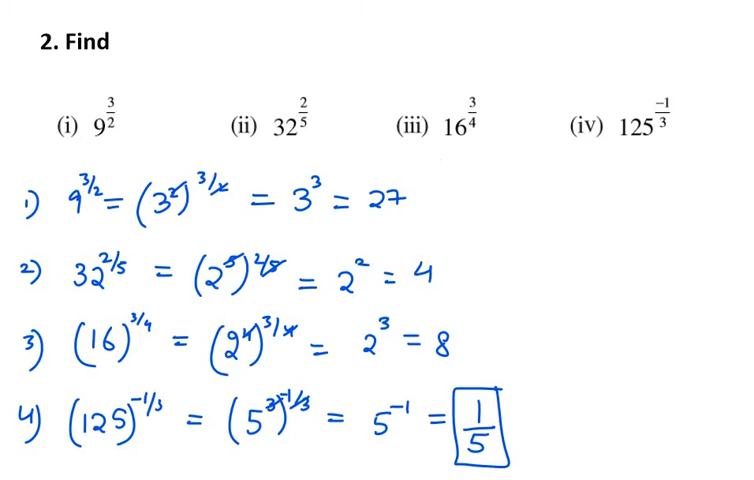 2. Find
(i) 9^{3/2} (ii) 32^{2/5} (iii) 16^{3/4} (iv) 125^{-1/3}
1) 9^{3/2} = (3^2)^{3/2} = 3^3 = 27
2) 32^{2/5} = (2^5)^{2/5} = 2^2 = 4
3) (16)^{3/4} = (2^4)^{3/4} = 2^3 = 8
4) (125)^{-1/3} = (5^3)^{-1/3} = 5^{-1} = 1/5